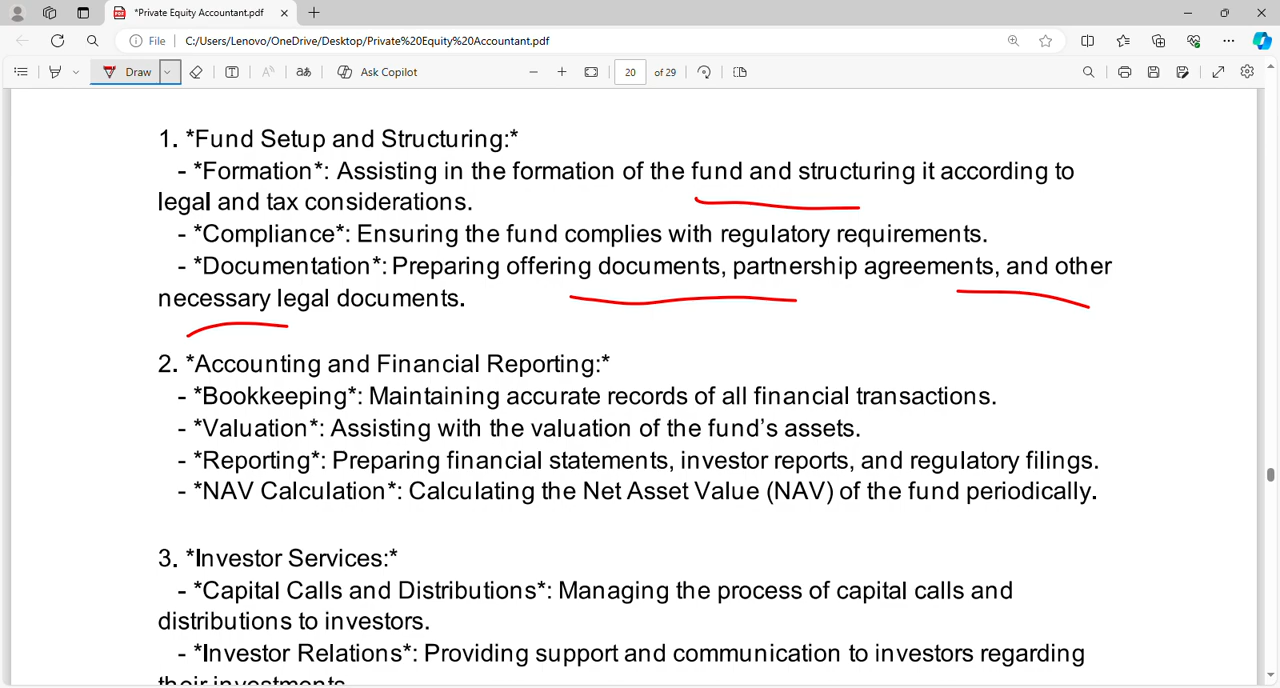 *Private Equity Accountant.pdf
File C:/Users/Lenovo/OneDrive/Desktop/Private%20Equity%20Accountant.pdf
Draw Ask Copilot 20 of 29
1. *Fund Setup and Structuring:*
- *Formation*: Assisting in the formation of the fund and structuring it according to
legal and tax considerations.
- *Compliance*: Ensuring the fund complies with regulatory requirements.
- *Documentation*: Preparing offering documents, partnership agreements, and other
necessary legal documents.
2. *Accounting and Financial Reporting:*
- *Bookkeeping*: Maintaining accurate records of all financial transactions.
- *Valuation*: Assisting with the valuation of the fund’s assets.
- *Reporting*: Preparing financial statements, investor reports, and regulatory filings.
- *NAV Calculation*: Calculating the Net Asset Value (NAV) of the fund periodically.
3. *Investor Services:*
- *Capital Calls and Distributions*: Managing the process of capital calls and
distributions to investors.
- *Investor Relations*: Providing support and communication to investors regarding
their investments.